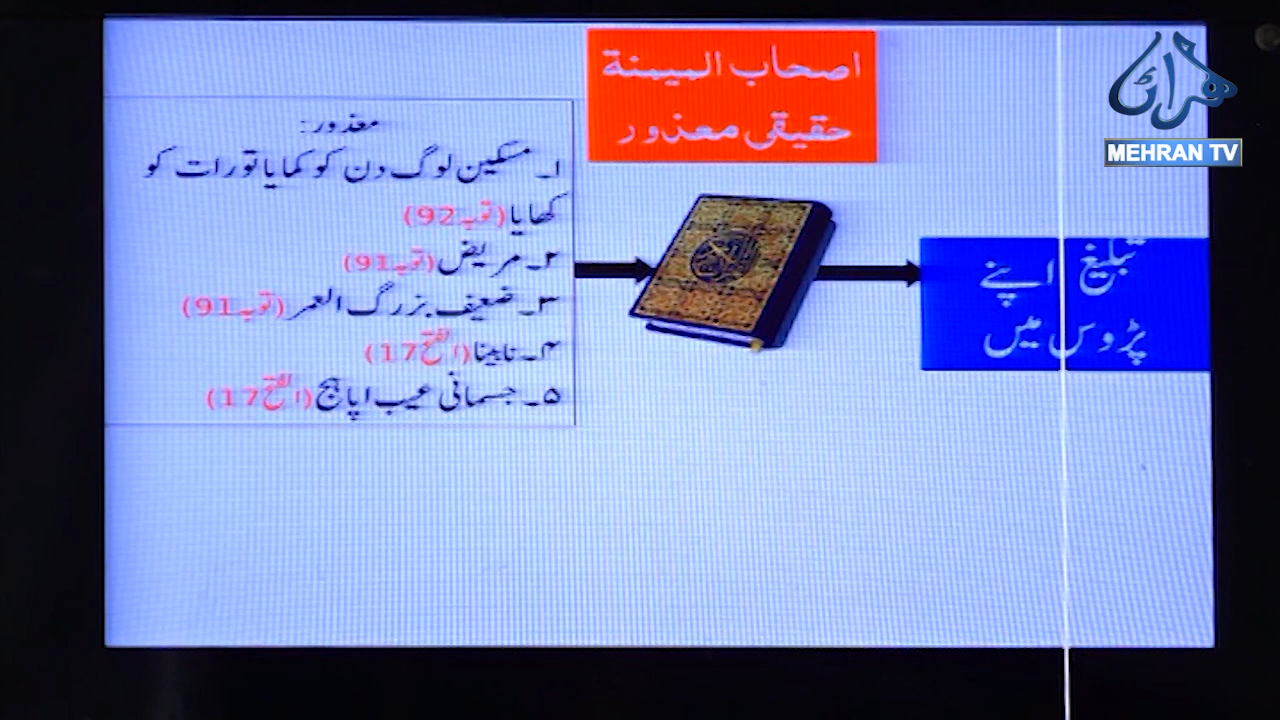 اصحاب الميمنة
حقیقی معذور
مہران
MEHRAN TV
معذور:
۱۔ مسکین لوگ دن کو کمایا تو رات کو
کھایا (توبہ 92)
۲۔ مریض (توبہ 91)
۳۔ ضعیف بزرگ العمر (توبہ 91)
۴۔ نابینا (الفتح 17)
۵۔ جسمانی عیب اپاہج (الفتح 17)
تبلیغ اپنے
پڑوس میں